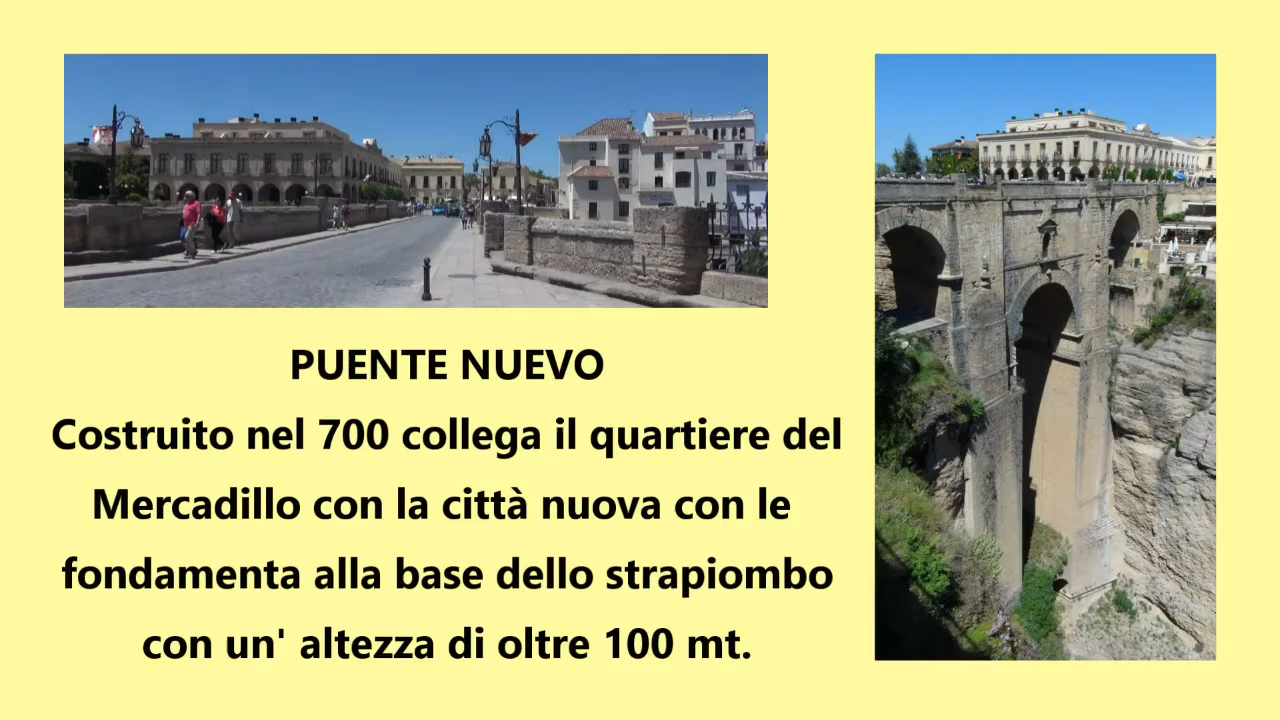 PUENTE NUEVO
Costruito nel 700 collega il quartiere del
Mercadillo con la città nuova con le
fondamenta alla base dello strapiombo
con un' altezza di oltre 100 mt.